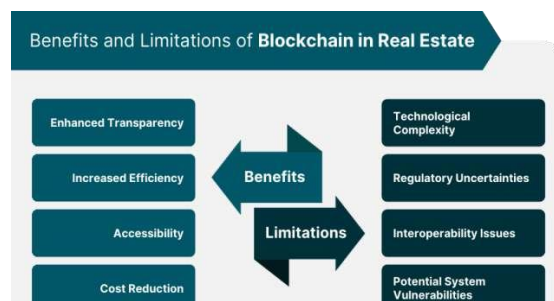 Benefits and Limitations of Blockchain in Real Estate
Enhanced Transparency
Increased Efficiency
Accessibility
Cost Reduction
Benefits
Limitations
Technological
Complexity
Regulatory Uncertainties
Interoperability Issues
Potential System
Vulnerabilities